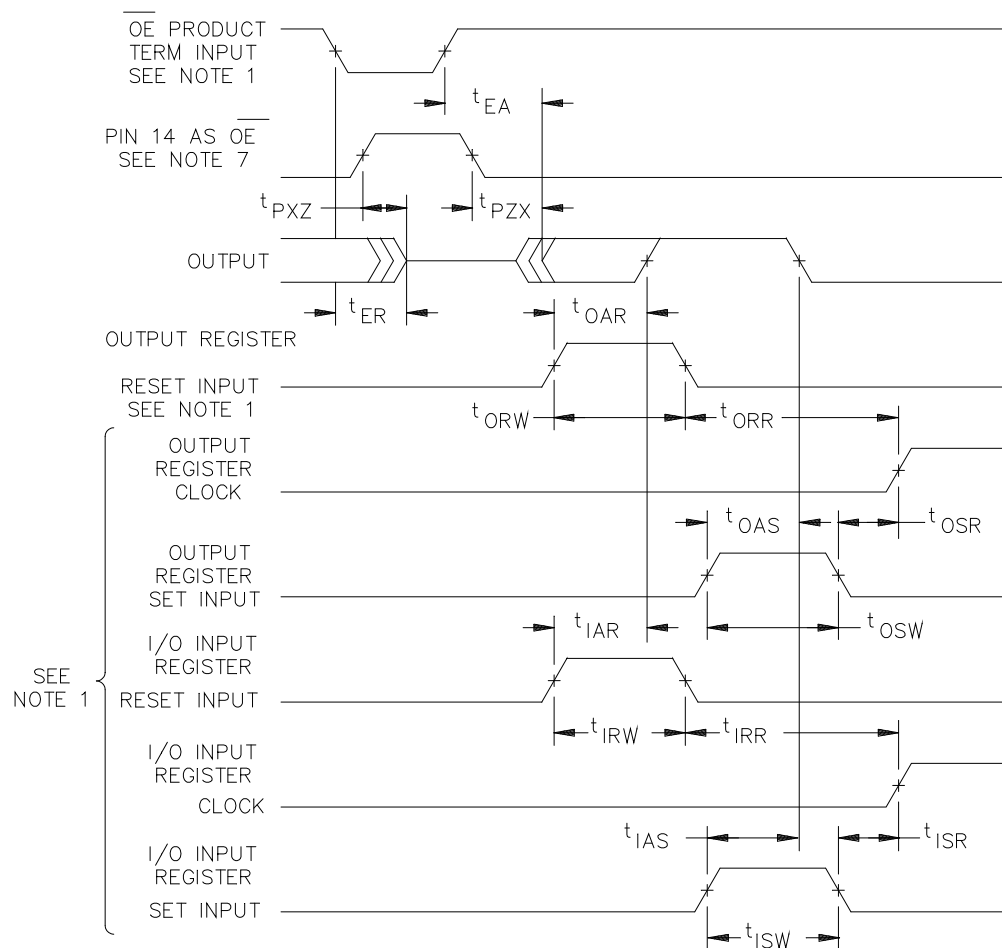 OE PRODUCT
TERM INPUT
SEE NOTE 1
tEA
PIN 14 AS OE
SEE NOTE 7
tPXZ
tPZX
OUTPUT
tER
tOAR
OUTPUT REGISTER
RESET INPUT
SEE NOTE 1
tORW
tORR
OUTPUT
REGISTER
CLOCK
tOAS
tOSR
OUTPUT
REGISTER
SET INPUT
tIAR
tOSW
I/O INPUT
REGISTER
RESET INPUT
SEE
NOTE 1
tIRW
tIRR
I/O INPUT
REGISTER
CLOCK
tIAS
tISR
I/O INPUT
REGISTER
SET INPUT
tISW